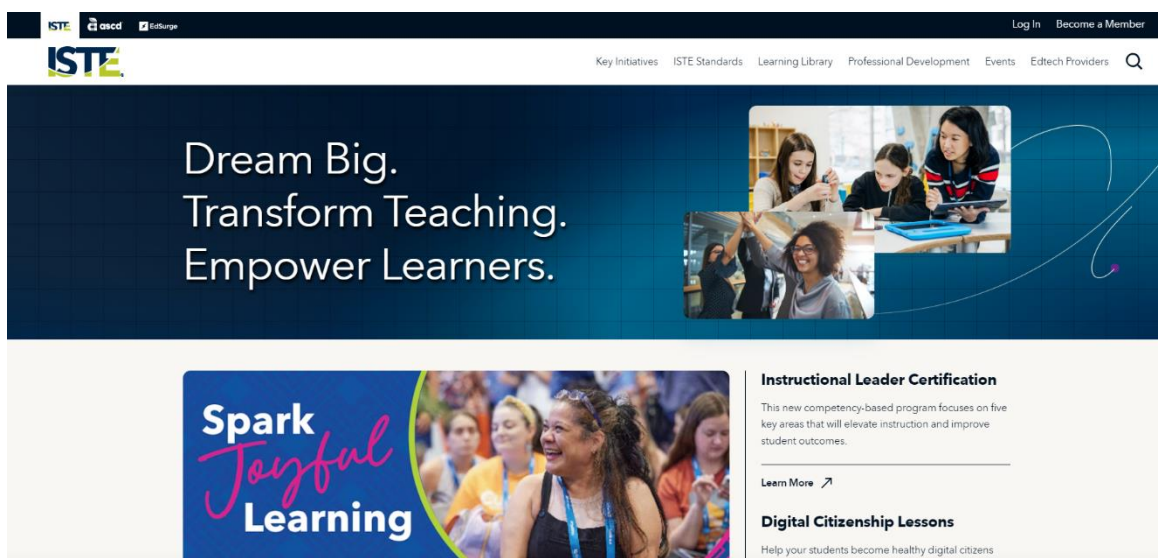 ISTE ascd EdSurge Log In Become a Member
ISTE Key Initiatives ISTE Standards Learning Library Professional Development Events Edtech Providers
Dream Big.
Transform Teaching.
Empower Learners.
Spark
Joyful
Learning
Instructional Leader Certification
This new competency-based program focuses on five
key areas that will elevate instruction and improve
student outcomes.
Learn More
Digital Citizenship Lessons
Help your students become healthy digital citizens